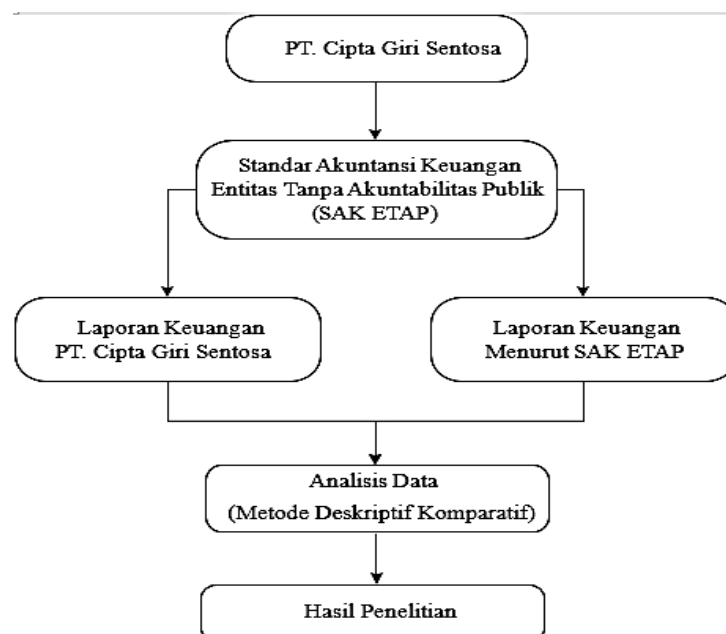 PT. Cipta Giri Sentosa
Standar Akuntansi Keuangan
Entitas Tanpa Akuntabilitas Publik
(SAK ETAP)
Laporan Keuangan
PT. Cipta Giri Sentosa
Laporan Keuangan
Menurut SAK ETAP
Analisis Data
(Metode Deskriptif Komparatif)
Hasil Penelitian